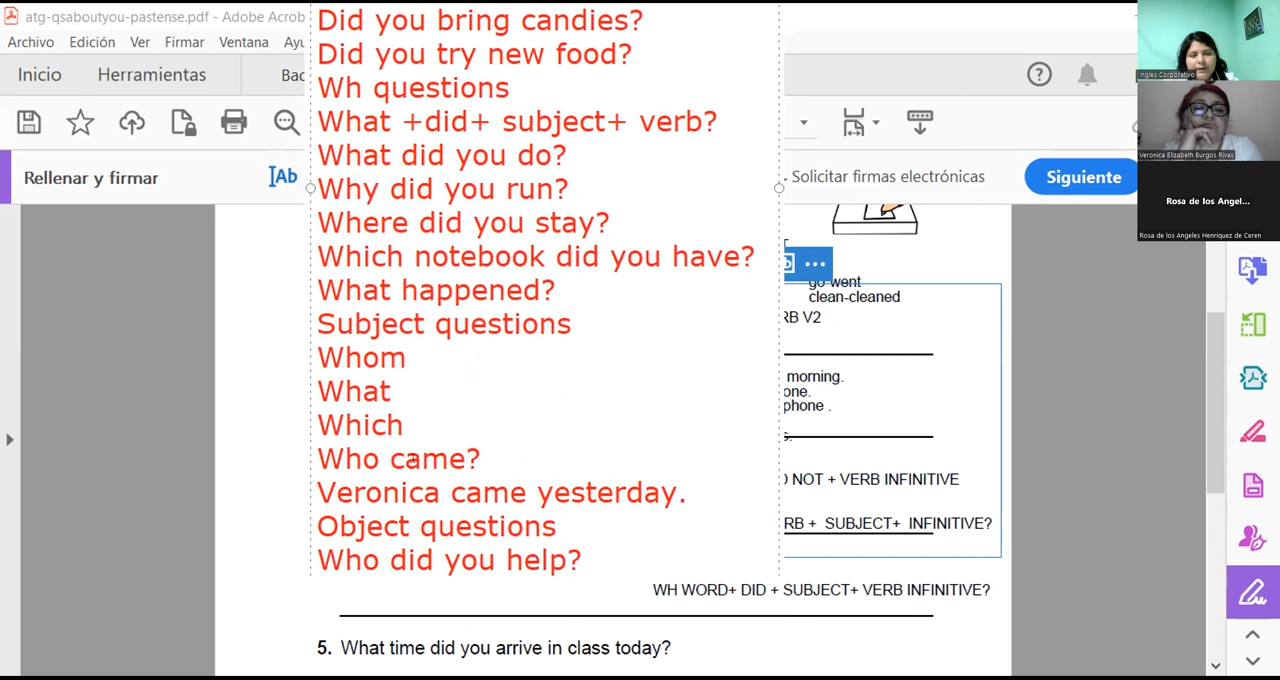 atg-qsaboutyou-pastense.pdf - Adobe Acrob
Archivo Edición Ver Firmar Ventana Ayu
Inicio Herramientas Bac
Rellenar y firmar
Ab
Solicitar firmas electrónicas
Siguiente
Did you bring candies?
Did you try new food?
Wh questions
What +did+ subject+ verb?
What did you do?
Why did you run?
Where did you stay?
Which notebook did you have?
What happened?
Subject questions
Whom
What
Which
Who came?
Veronica came yesterday.
Object questions
Who did you help?
go went
clean-cleaned
RB V2
morning.
one.
phone .
s.
O NOT + VERB INFINITIVE
RB + SUBJECT+ INFINITIVE?
WH WORD+ DID + SUBJECT+ VERB INFINITIVE?
5. What time did you arrive in class today?
Ingles Corporativo
Veronica Elizabeth Burgos Rivas
Rosa de los Angel...
Rosa de los Angeles Henriquez de Ceren